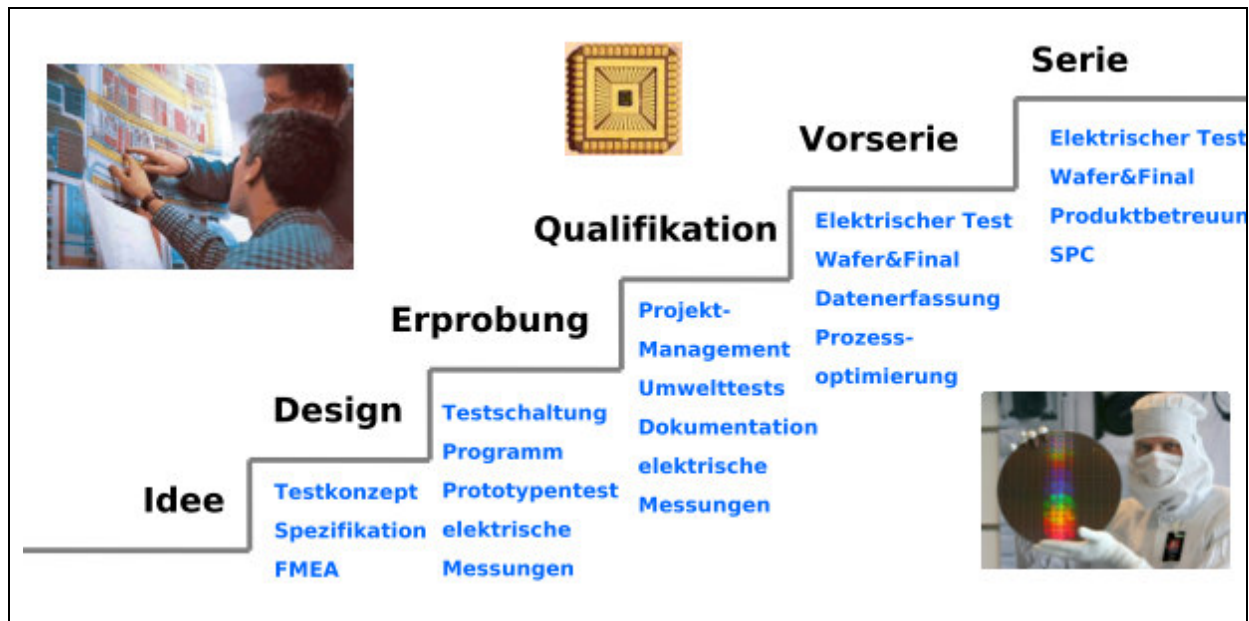 Idee
Design
Testkonzept
Spezifikation
FMEA
Erprobung
Testschaltung
Programm
Prototypentest
elektrische
Messungen
Qualifikation
Projekt-
Management
Umwelttests
Dokumentation
elektrische
Messungen
Vorserie
Elektrischer Test
Wafer&Final
Datenerfassung
Prozess-
optimierung
Serie
Elektrischer Test
Wafer&Final
Produktbetreuun
SPC